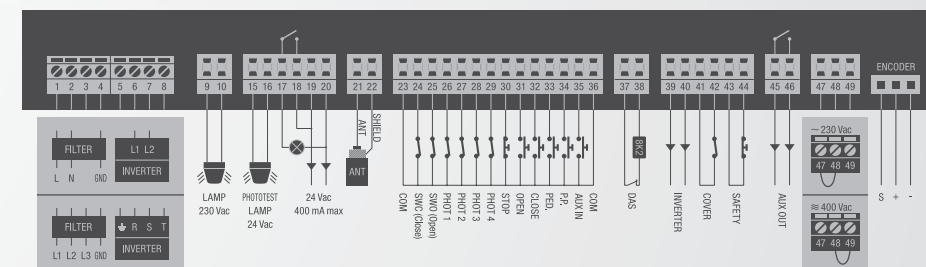 ENCODER
1 2 3 4 5 6 7 8
9 10
15 16 17 18 19 20
21 22
23 24 25 26 27 28 29 30 31 32 33 34 35 36
37 38
39 40 41 42 43 44
45 46
47 48 49
FILTER
L N GND
L1 L2
INVERTER
FILTER
L1 L2 L3 GND
R S T
INVERTER
LAMP
230 Vac
PHOTOTEST
LAMP
24 Vac
24 Vac
400 mA max
ANT
SHIELD
ANT
COM
SWC (Close)
SWO (Open)
PHOT 1
PHOT 2
PHOT 3
PHOT 4
STOP
OPEN
CLOSE
PED.
P.P.
AUX IN
COM
8K2
DAS
INVERTER
COVER
SAFETY
AUX OUT
~ 230 Vac
47 48 49
≈ 400 Vac
47 48 49
S + -